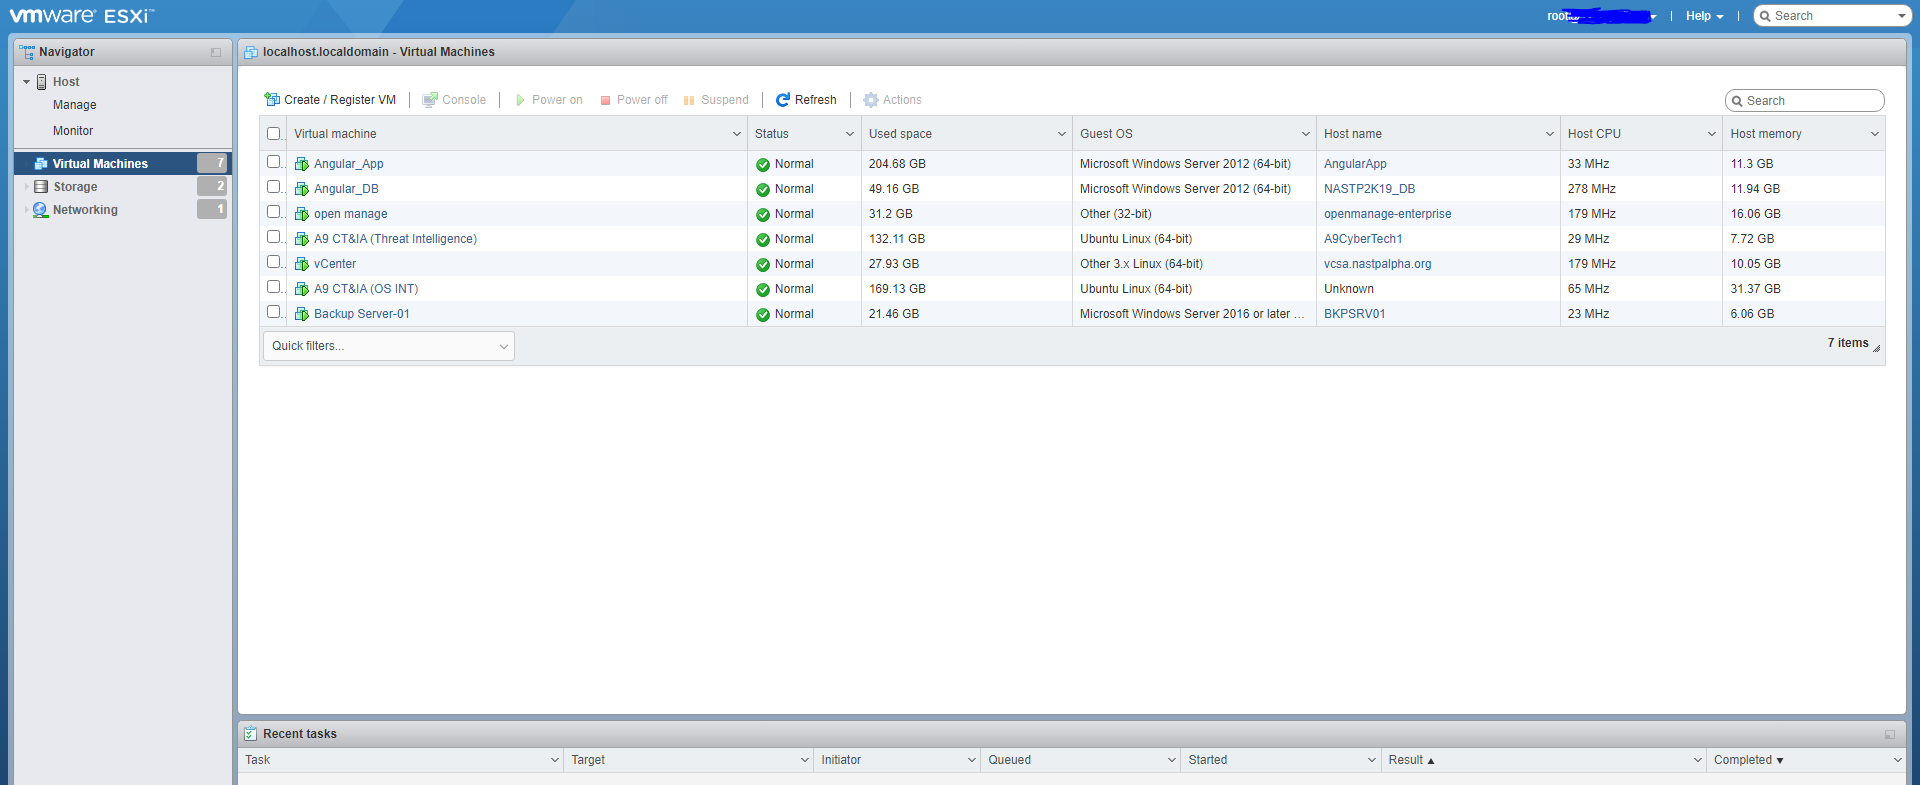 vmware ESXi™
root@
Help
Search
Navigator
Host
Manage
Monitor
Virtual Machines 7
Storage 2
Networking 1
localhost.localdomain - Virtual Machines
Create / Register VM Console Power on Power off Suspend Refresh Actions
Search
Virtual machine Status Used space Guest OS Host name Host CPU Host memory
Angular_App Normal 204.68 GB Microsoft Windows Server 2012 (64-bit) AngularApp 33 MHz 11.3 GB
Angular_DB Normal 49.16 GB Microsoft Windows Server 2012 (64-bit) NASTP2K19_DB 278 MHz 11.94 GB
open manage Normal 31.2 GB Other (32-bit) openmanage-enterprise 179 MHz 16.06 GB
A9 CT&IA (Threat Intelligence) Normal 132.11 GB Ubuntu Linux (64-bit) A9CyberTech1 29 MHz 7.72 GB
vCenter Normal 27.93 GB Other 3.x Linux (64-bit) vcsa.nastpalpha.org 179 MHz 10.05 GB
A9 CT&IA (OS INT) Normal 169.13 GB Ubuntu Linux (64-bit) Unknown 65 MHz 31.37 GB
Backup Server-01 Normal 21.46 GB Microsoft Windows Server 2016 or later ... BKPSRV01 23 MHz 6.06 GB
Quick filters...
7 items
Recent tasks
Task Target Initiator Queued Started Result ▲ Completed ▼